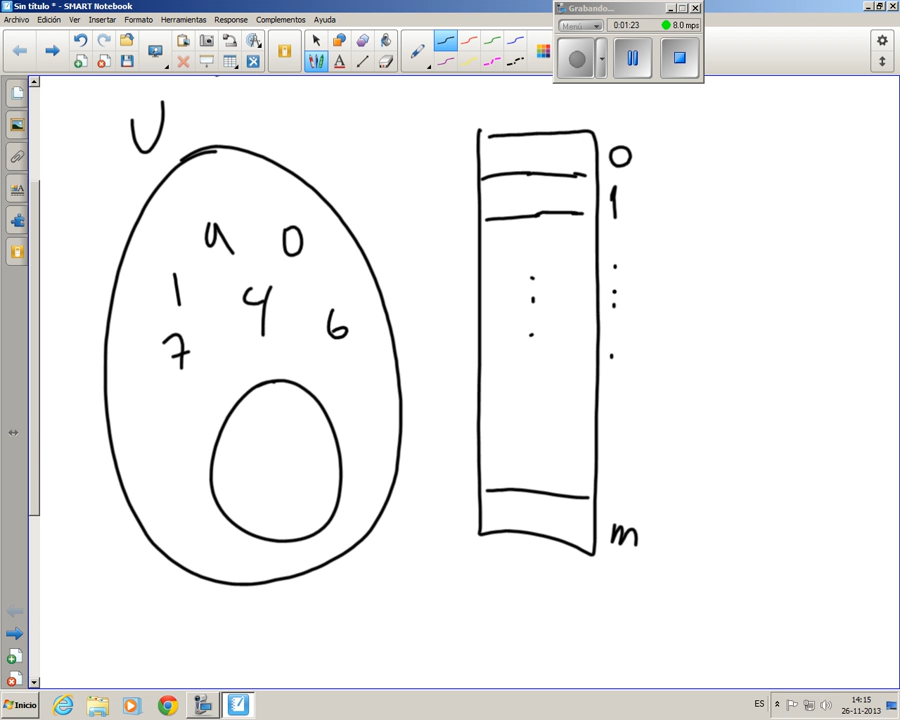 Sin título * - SMART Notebook
Grabando...
Archivo Edición Ver Insertar Formato Herramientas Response Complementos Ayuda
Menú 0:01:23 8.0 mps
U
0
1
9 0
1 4 6
7
m
Inicio
ES
14:15
26-11-2013